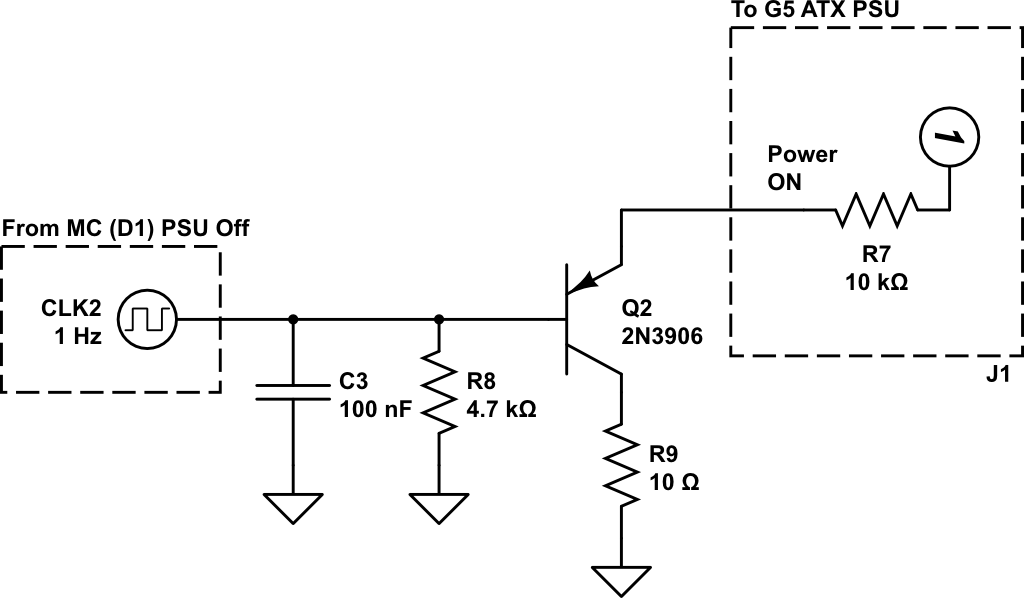 To G5 ATX PSU
Power
ON
R7
10 kΩ
1
From MC (D1) PSU Off
CLK2
1 Hz
Q2
2N3906
J1
C3
100 nF
R8
4.7 kΩ
R9
10 Ω